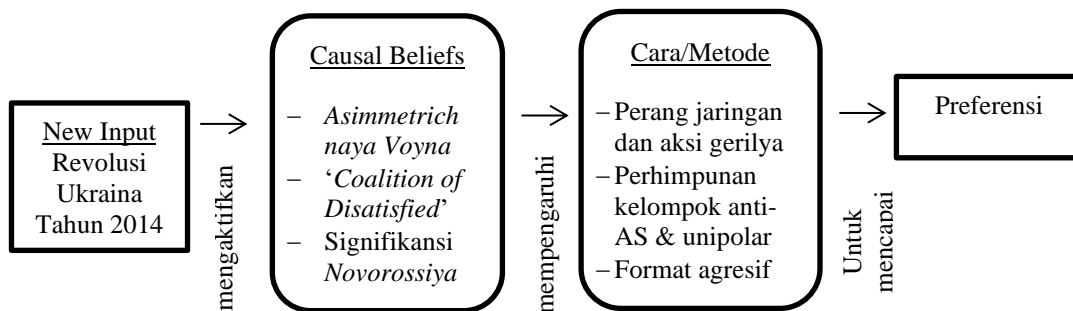 New Input
Revolusi
Ukraina
Tahun 2014
mengaktifkan
Causal Beliefs
– Asimmetrich
naya Voyna
– ‘Coalition of
Disatisfied’
– Signifikansi
Novorossiya
mempengaruhi
Cara/Metode
– Perang jaringan
dan aksi gerilya
– Perhimpunan
kelompok anti-
AS & unipolar
– Format agresif
Untuk
mencapai
Preferensi